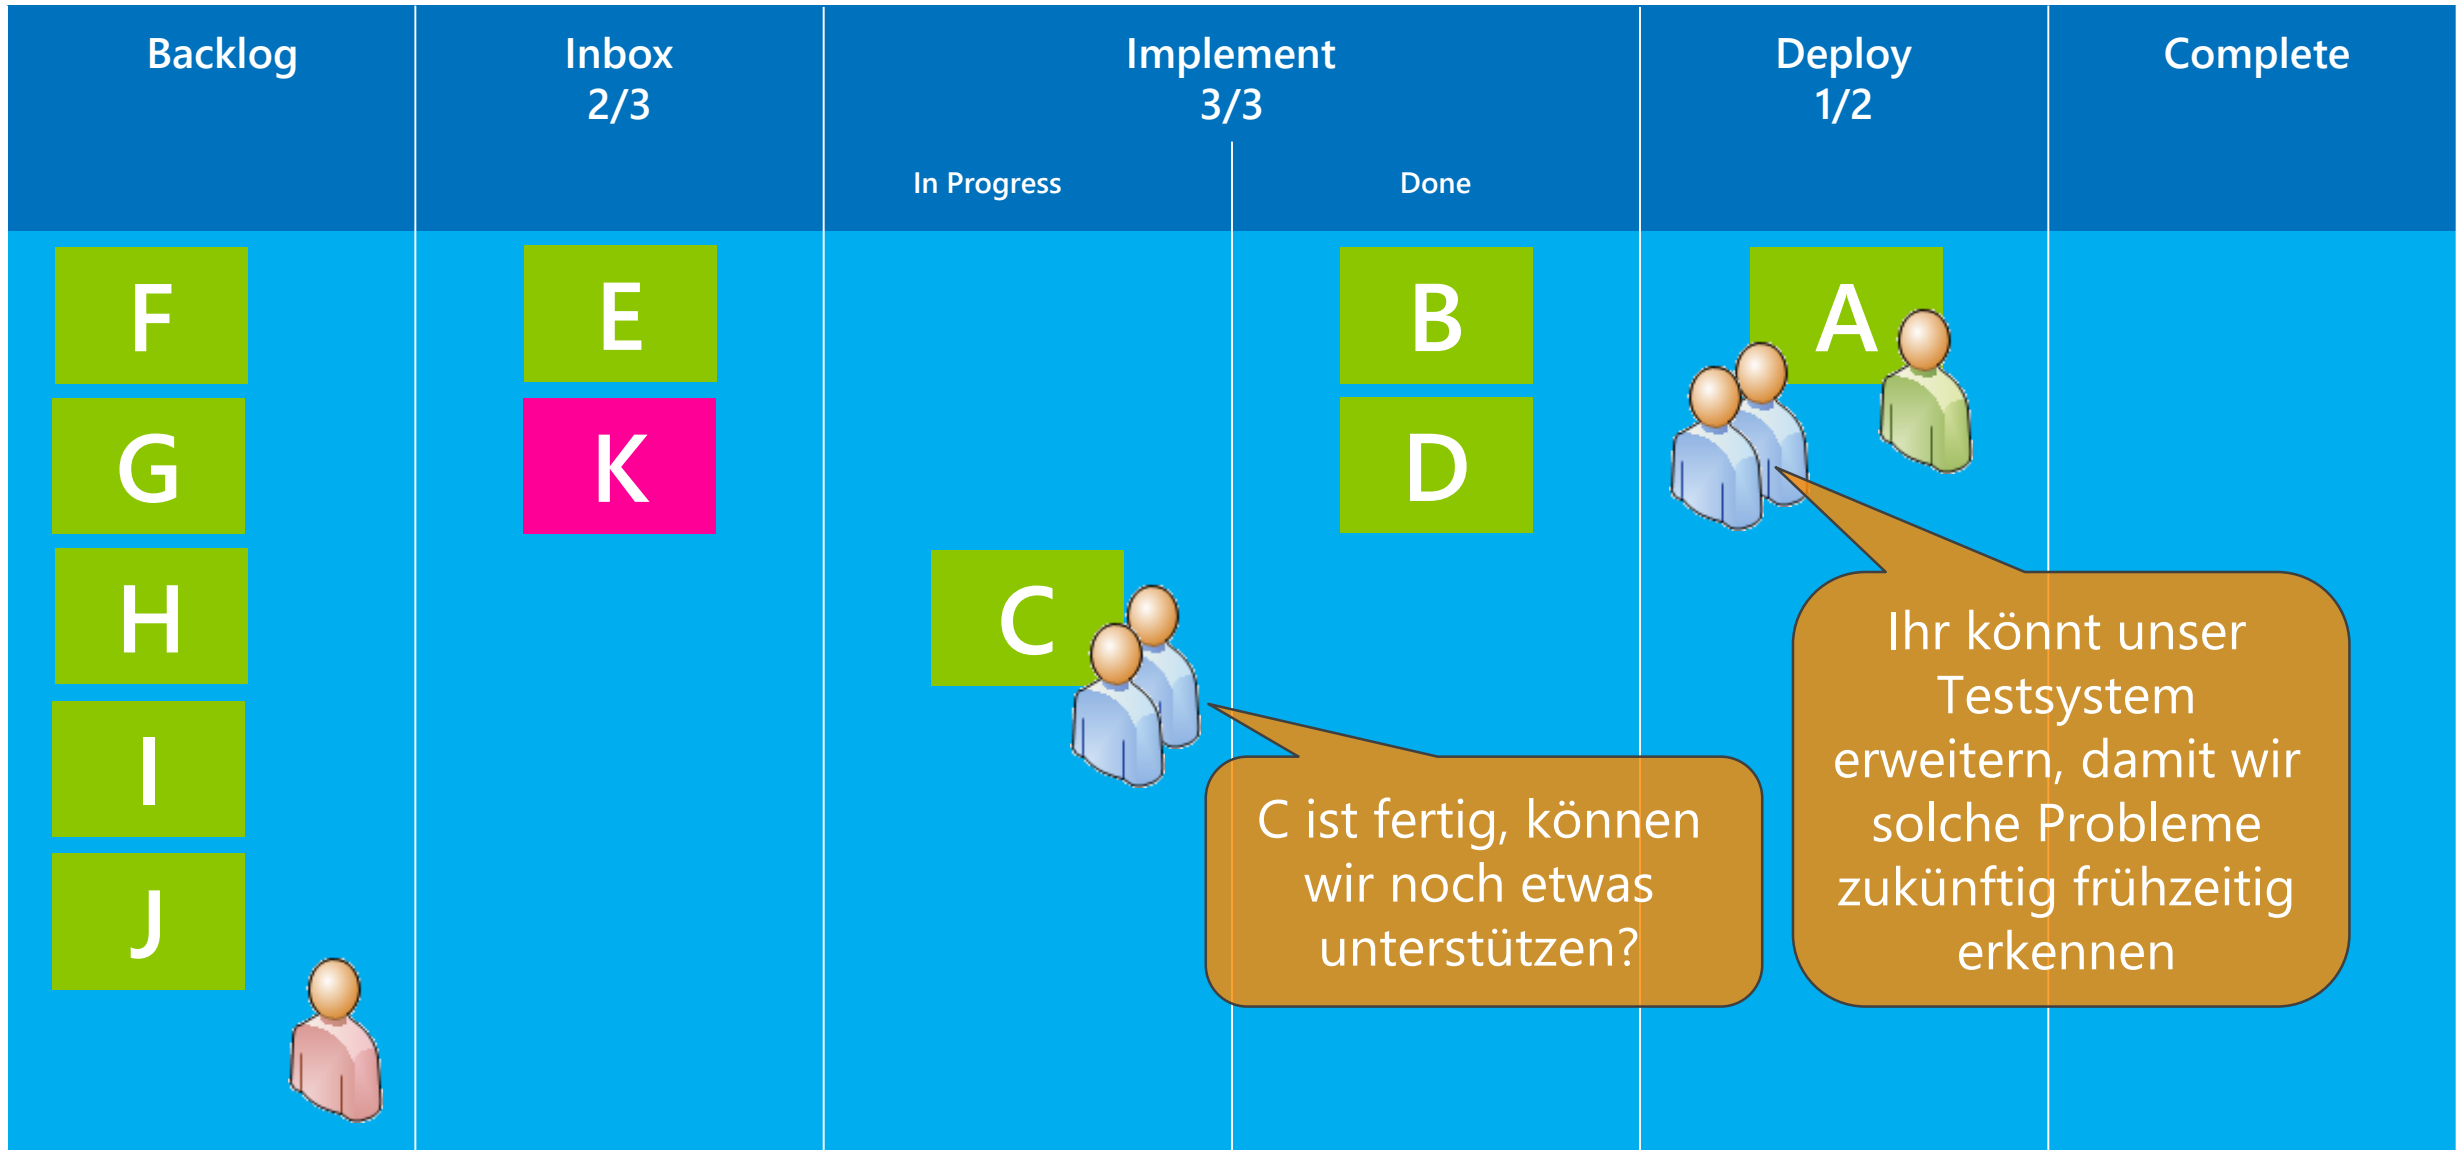 Backlog
Inbox
2/3
Implement
3/3
In Progress
Done
Deploy
1/2
Complete
F
G
H
I
J
E
K
C
B
D
A
C ist fertig, können
wir noch etwas
unterstützen?
Ihr könnt unser
Testsystem
erweitern, damit wir
solche Probleme
zukünftig frühzeitig
erkennen